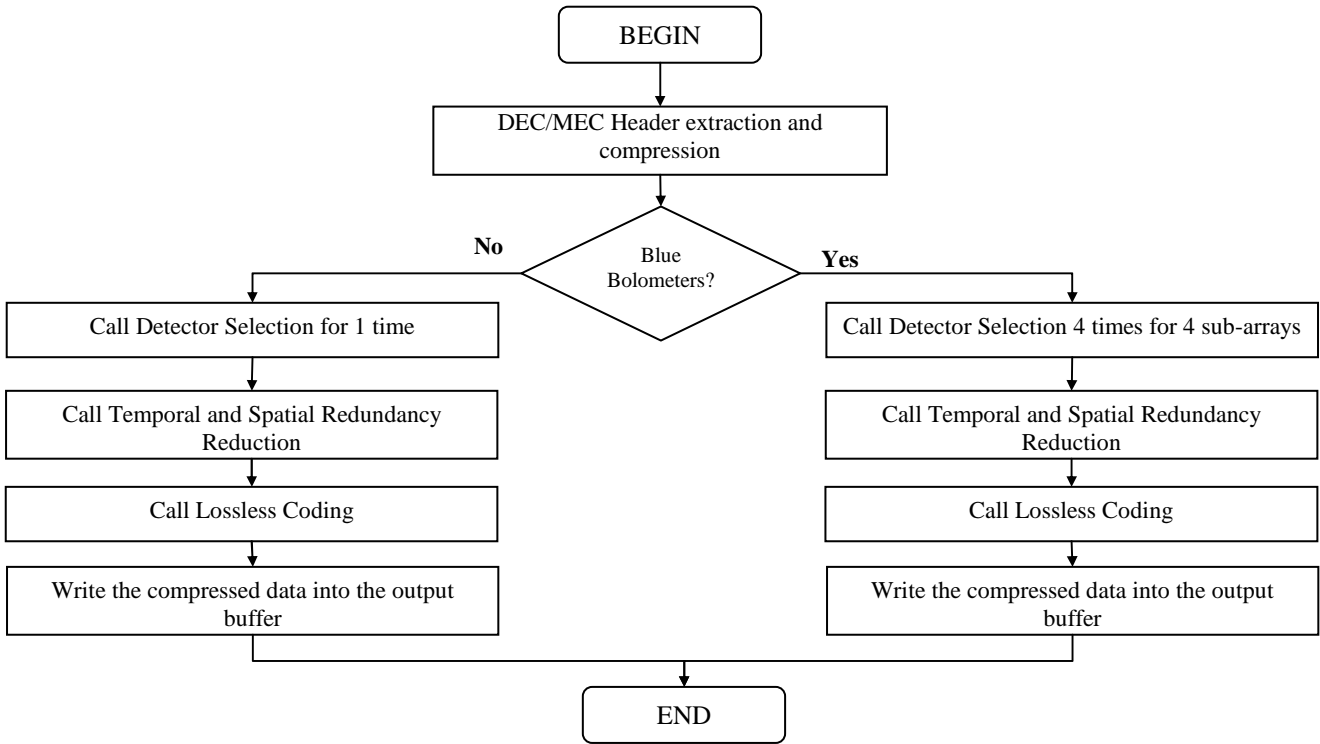 BEGIN
DEC/MEC Header extraction and
compression
Blue
Bolometers?
No
Yes
Call Detector Selection for 1 time
Call Temporal and Spatial Redundancy
Reduction
Call Lossless Coding
Write the compressed data into the output
buffer
Call Detector Selection 4 times for 4 sub-arrays
Call Temporal and Spatial Redundancy
Reduction
Call Lossless Coding
Write the compressed data into the output
buffer
END